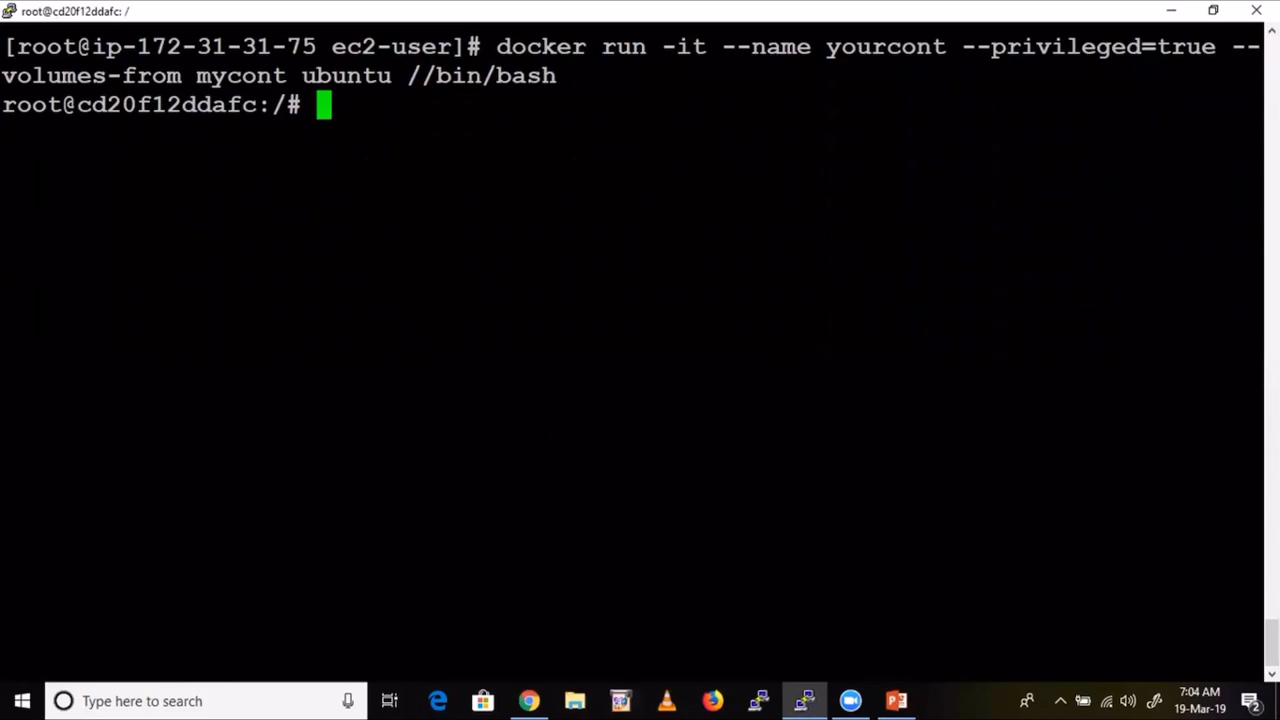 root@cd20f12ddafc: /
[root@ip-172-31-31-75 ec2-user]# docker run -it --name yourcont --privileged=true --
volumes-from mycont ubuntu //bin/bash
root@cd20f12ddafc:/#
Type here to search
7:04 AM
19-Mar-19
2